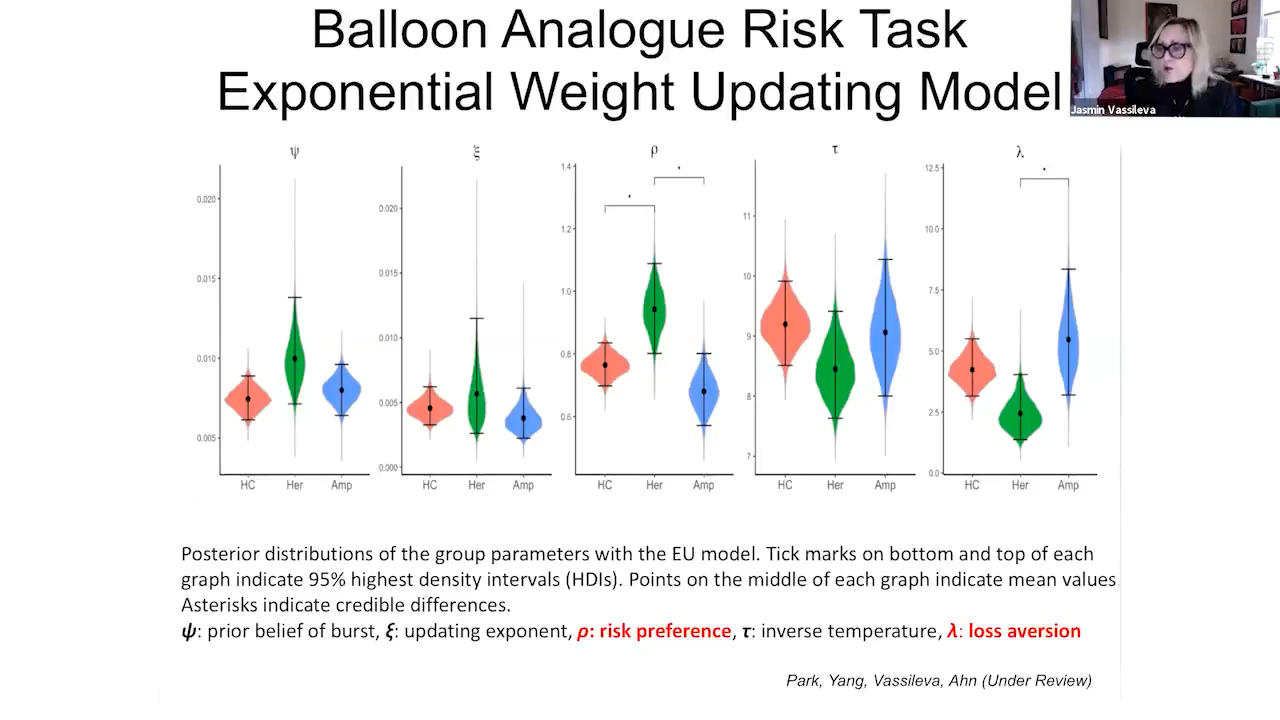 Balloon Analogue Risk Task
Exponential Weight Updating Model
Jasmin Vassileva
ψ
0.020
0.015
0.010
0.005
HC Her Amp
ξ
0.020
0.015
0.010
0.005
0.000
HC Her Amp
ρ
1.4
1.2
1.0
0.8
0.6
*
*
HC Her Amp
τ
11
10
9
8
7
HC Her Amp
λ
12.5
10.0
7.5
5.0
2.5
0.0
*
HC Her Amp
Posterior distributions of the group parameters with the EU model. Tick marks on bottom and top of each
graph indicate 95% highest density intervals (HDIs). Points on the middle of each graph indicate mean values
Asterisks indicate credible differences.
ψ: prior belief of burst, ξ: updating exponent, ρ: risk preference, τ: inverse temperature, λ: loss aversion
Park, Yang, Vassileva, Ahn (Under Review)